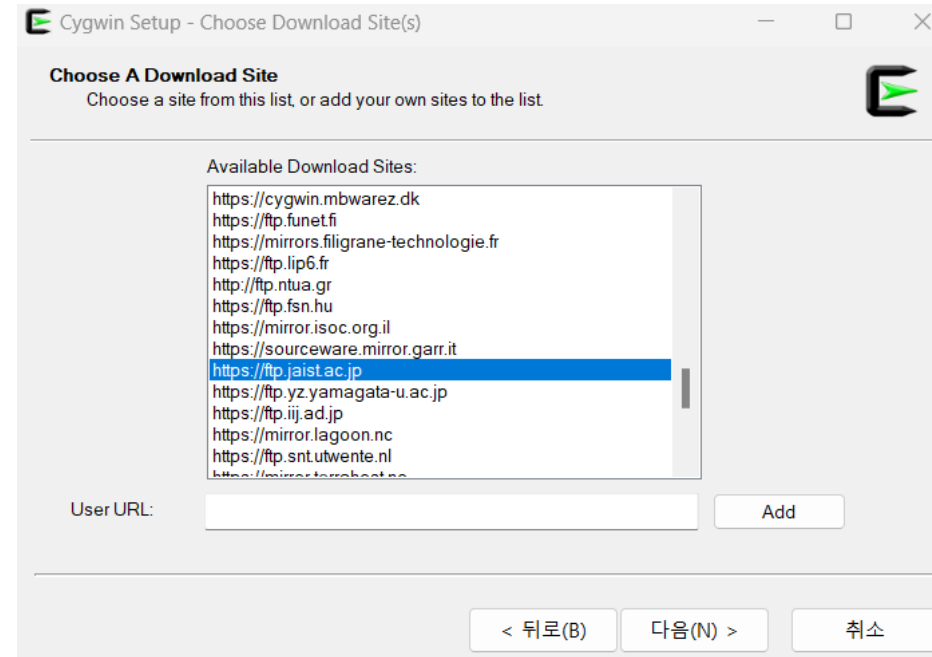 Cygwin Setup - Choose Download Site(s)
Choose A Download Site
Choose a site from this list, or add your own sites to the list.
Available Download Sites:
https://cygwin.mbwarez.dk
https://ftp.funet.fi
https://mirrors.filigrane-technologie.fr
https://ftp.lip6.fr
http://ftp.ntua.gr
https://ftp.fsn.hu
https://mirror.isoc.org.il
https://sourceware.mirror.garr.it
https://ftp.jaist.ac.jp
https://ftp.yz.yamagata-u.ac.jp
https://ftp.iij.ad.jp
https://mirror.lagoon.nc
https://ftp.snt.utwente.nl
User URL:
Add
< 뒤로(B) 다음(N) > 취소